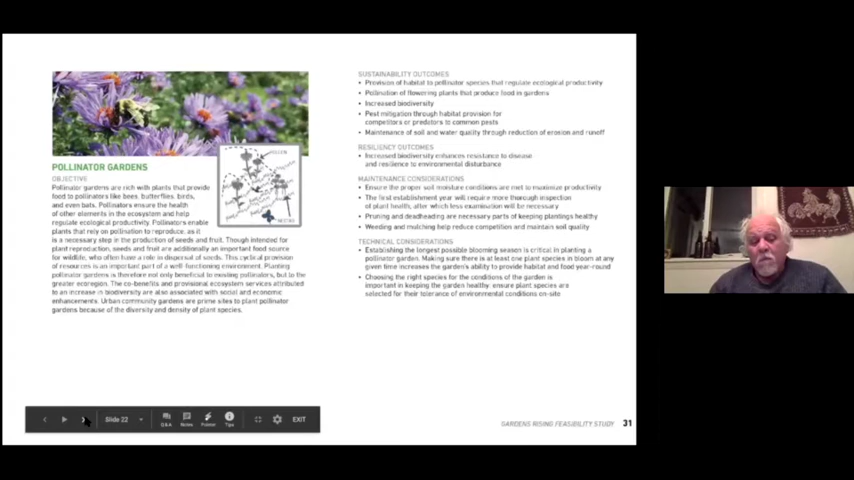 POLLINATOR GARDENS
OBJECTIVE
Pollinator gardens are rich with plants that provide
food to pollinators like bees, butterflies, birds,
and even bats. Pollinators ensure the health
of other elements in the ecosystem and help
regulate ecological productivity. Pollinators enable
plants that rely on pollination to reproduce, as it
is a necessary step in the production of seeds and fruit. Though intended for
plant reproduction, seeds and fruit are additionally an important food source
for wildlife, who often have a role in dispersal of seeds. This cyclical provision
of resources is an important part of a well-functioning environment. Planting
pollinator gardens is therefore not only beneficial to existing pollinators, but to the
greater ecoregion. The co-benefits and provisional ecosystem services attributed
to an increase in biodiversity are also associated with social and economic
enhancements. Urban community gardens are prime sites to plant pollinator
gardens because of the diversity and density of plant species.
POLLEN
NECTAR
SUSTAINABILITY OUTCOMES
• Provision of habitat to pollinator species that regulate ecological productivity
• Pollination of flowering plants that produce food in gardens
• Increased biodiversity
• Pest mitigation through habitat provision for
competitors or predators to common pests
• Maintenance of soil and water quality through reduction of erosion and runoff
RESILIENCY OUTCOMES
• Increased biodiversity enhances resistance to disease
and resilience to environmental disturbance
MAINTENANCE CONSIDERATIONS
• Ensure the proper soil moisture conditions are met to maximize productivity
• The first establishment year will require more thorough inspection
of plant health, after which less examination will be necessary
• Pruning and deadheading are necessary parts of keeping plantings healthy
• Weeding and mulching help reduce competition and maintain soil quality
TECHNICAL CONSIDERATIONS
• Establishing the longest possible blooming season is critical in planting a
pollinator garden. Making sure there is at least one plant species in bloom at any
given time increases the garden's ability to provide habitat and food year-round
• Choosing the right species for the conditions of the garden is
important in keeping the garden healthy: ensure plant species are
selected for their tolerance of environmental conditions on-site
Slide 22
Q&A
Notes
Pointer
Tips
EXIT
GARDENS RISING FEASIBILITY STUDY 31